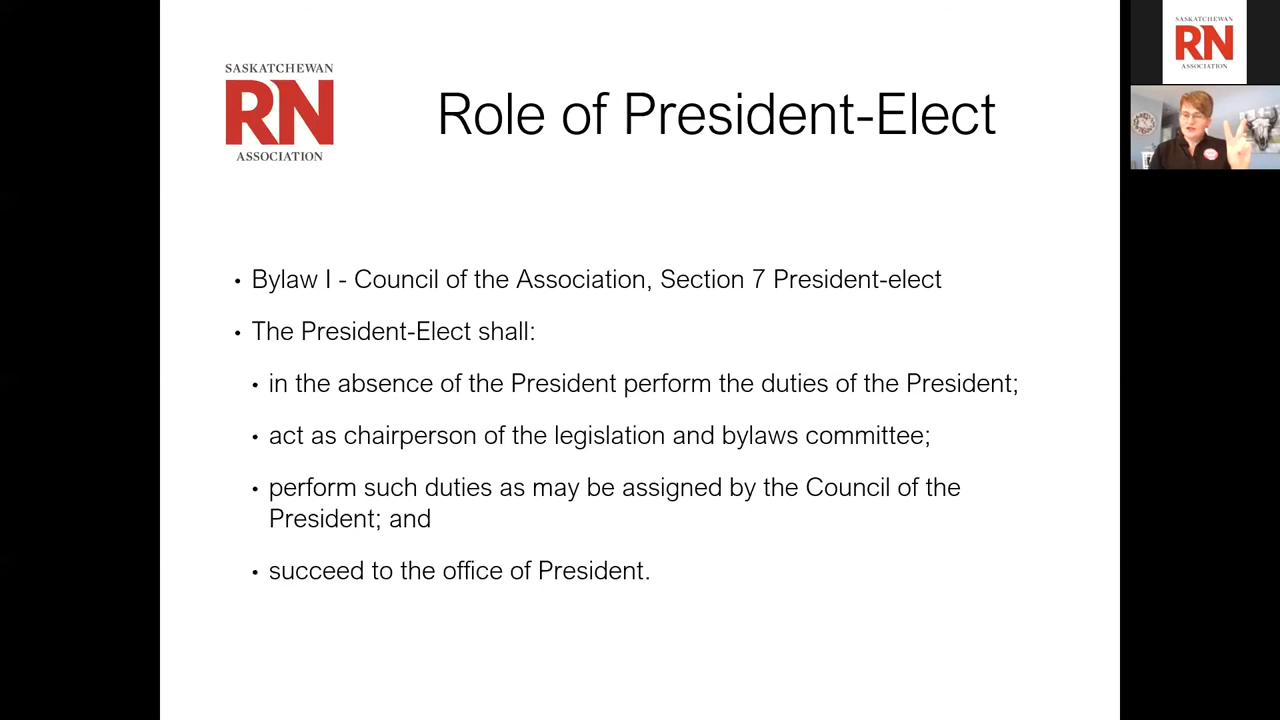 SASKATCHEWAN
RN
ASSOCIATION
Role of President-Elect
• Bylaw I - Council of the Association, Section 7 President-elect
• The President-Elect shall:
• in the absence of the President perform the duties of the President;
• act as chairperson of the legislation and bylaws committee;
• perform such duties as may be assigned by the Council of the
President; and
• succeed to the office of President.
SASKATCHEWAN
RN
ASSOCIATION